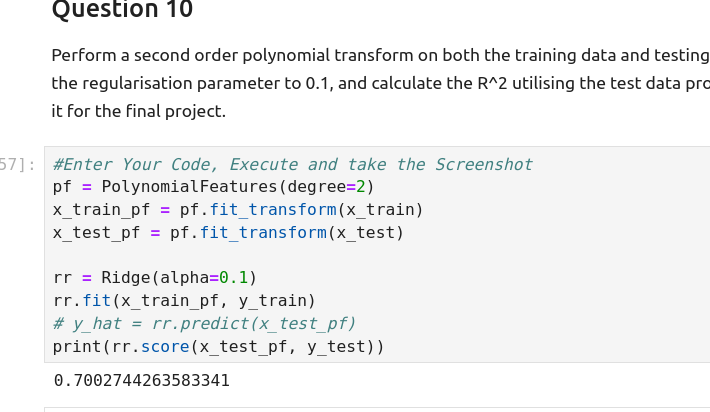 Question 10
Perform a second order polynomial transform on both the training data and testing
the regularisation parameter to 0.1, and calculate the R^2 utilising the test data pro
it for the final project.
57]: #Enter Your Code, Execute and take the Screenshot
pf = PolynomialFeatures(degree=2)
x_train_pf = pf.fit_transform(x_train)
x_test_pf = pf.fit_transform(x_test)
rr = Ridge(alpha=0.1)
rr.fit(x_train_pf, y_train)
# y_hat = rr.predict(x_test_pf)
print(rr.score(x_test_pf, y_test))
0.7002744263583341